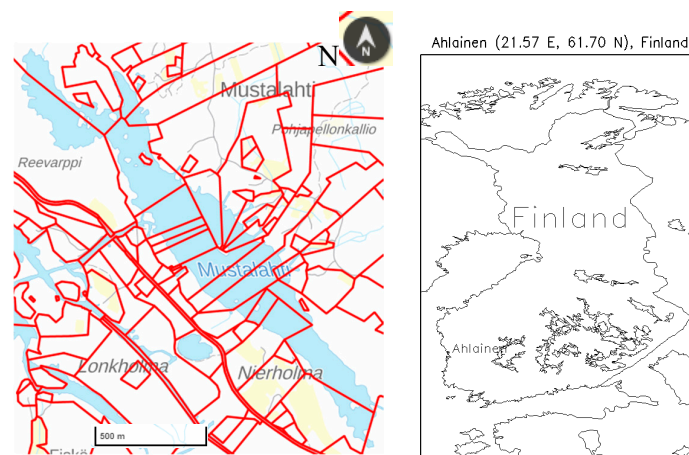 N
N
Mustalahti
Pohjapellonkallio
Reevarppi
Mustalahti
Lonkholma
Nierholma
500 m
Ahlainen (21.57 E, 61.70 N), Finland
Finland
Ahlainen